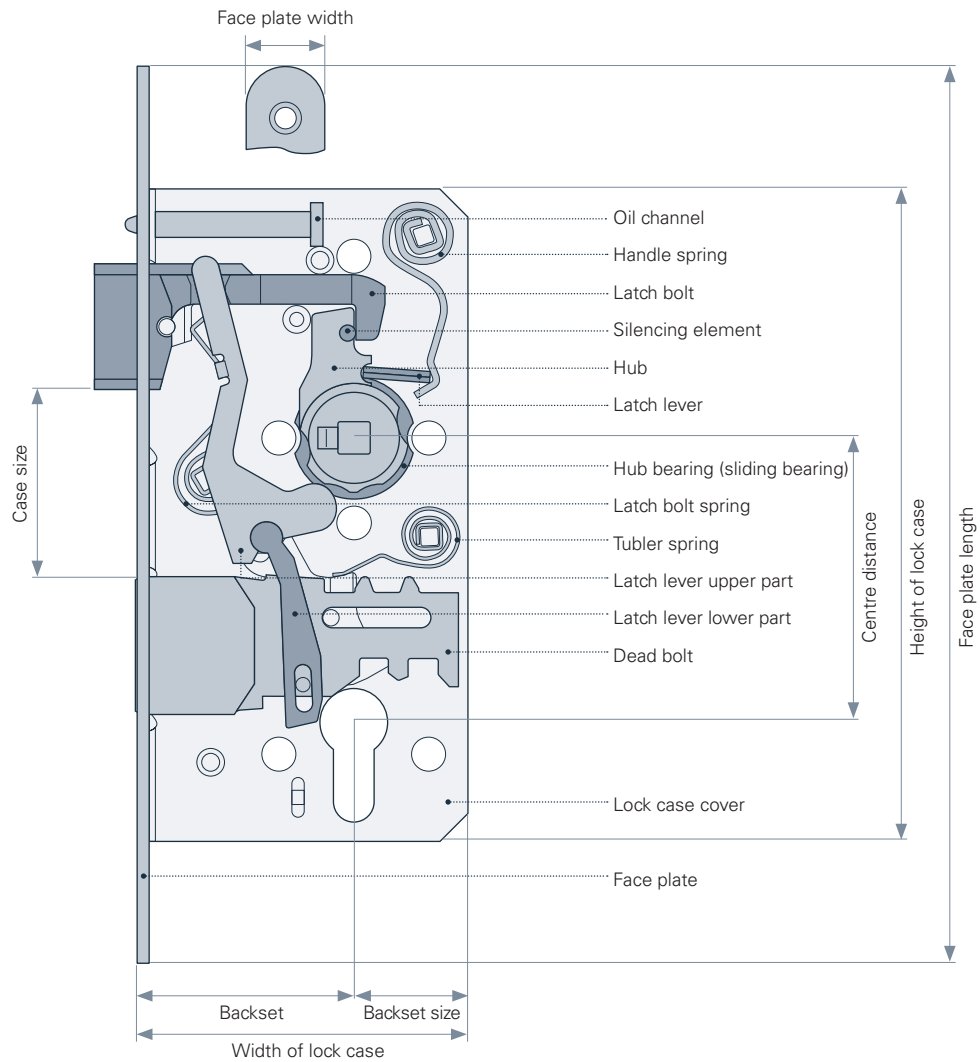 Face plate width
Oil channel
Handle spring
Latch bolt
Silencing element
Hub
Latch lever
Hub bearing (sliding bearing)
Latch bolt spring
Tubler spring
Latch lever upper part
Latch lever lower part
Dead bolt
Lock case cover
Face plate
Case size
Centre distance
Height of lock case
Face plate length
Backset
Backset size
Width of lock case